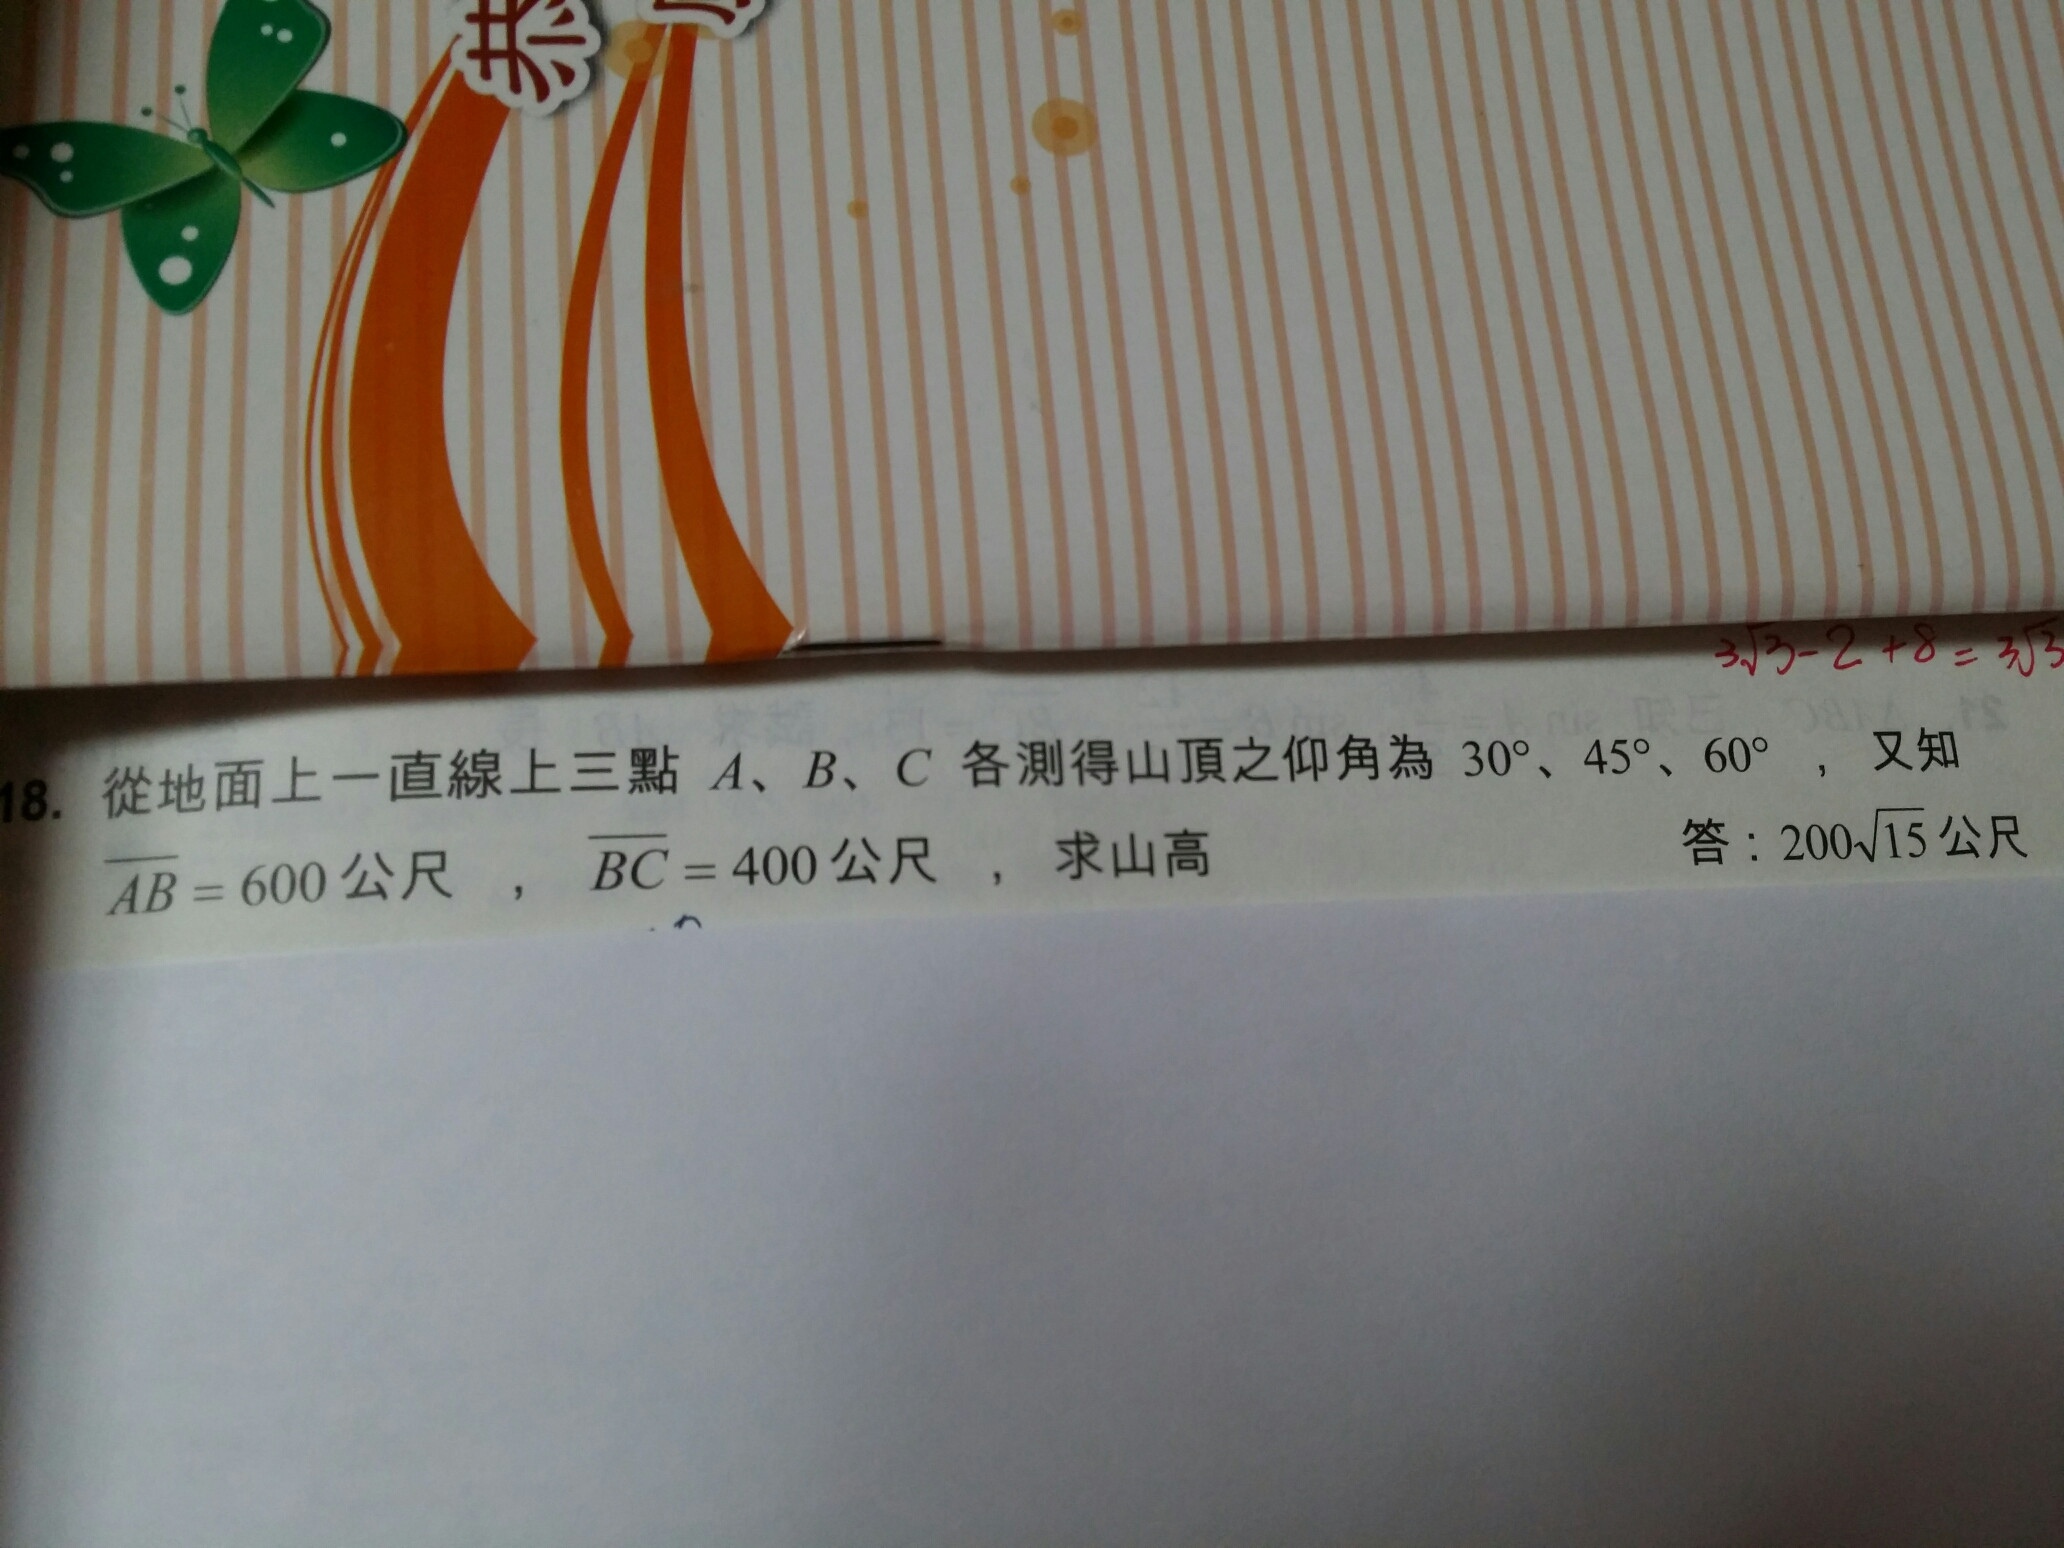 恭
3√3-2+8=3√3
18. 從地面上一直線上三點 A、B、C 各測得山頂之仰角為 30°、45°、60° ， 又知
AB = 600 公尺 ， BC = 400 公尺 ， 求山高 答：200√15 公尺